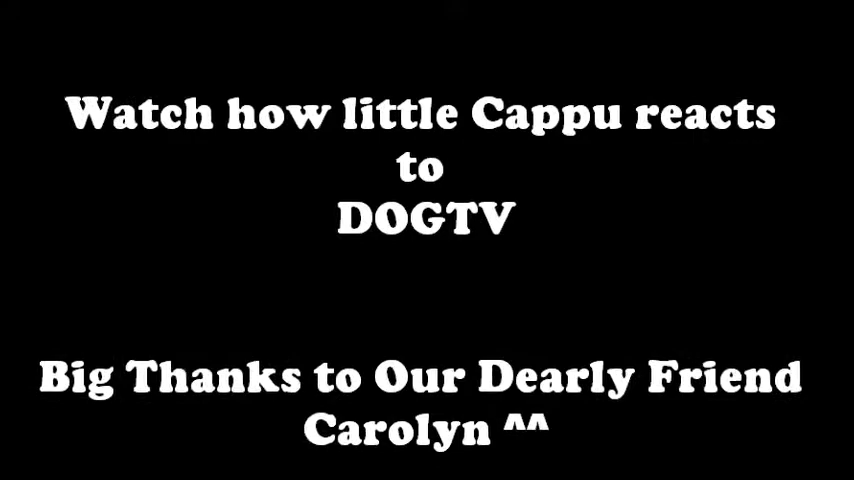 Watch how little Cappu reacts
to
DOGTV
Big Thanks to Our Dearly Friend
Carolyn ^^